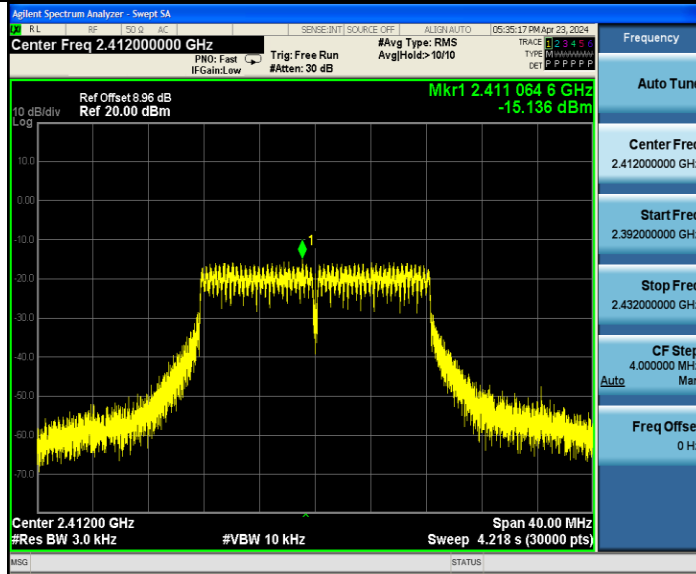 Agilent Spectrum Analyzer - Swept SA
RL RF 50 Ω AC SENSE:INT SOURCE OFF ALIGN AUTO 05:35:17 PM Apr 23, 2024
Center Freq 2.412000000 GHz
PNO: Fast
IFGain:Low
Trig: Free Run
#Atten: 30 dB
#Avg Type: RMS
Avg|Hold:>10/10
TRACE 1 2 3 4 5 6
TYPE M
DET P P P P P P
Frequency
Ref Offset 8.96 dB
Ref 20.00 dBm
10 dB/div
Log
Mkr1 2.411 064 6 GHz
-15.136 dBm
10.0
0.00
-10.0
-20.0
-30.0
-40.0
-50.0
-60.0
-70.0
1
Center 2.41200 GHz
Span 40.00 MHz
#Res BW 3.0 kHz
#VBW 10 kHz
Sweep 4.218 s (30000 pts)
Auto Tune
Center Freq
2.412000000 GHz
Start Freq
2.392000000 GHz
Stop Freq
2.432000000 GHz
CF Step
4.000000 MHz
Auto Man
Freq Offset
0 Hz
MSG
STATUS